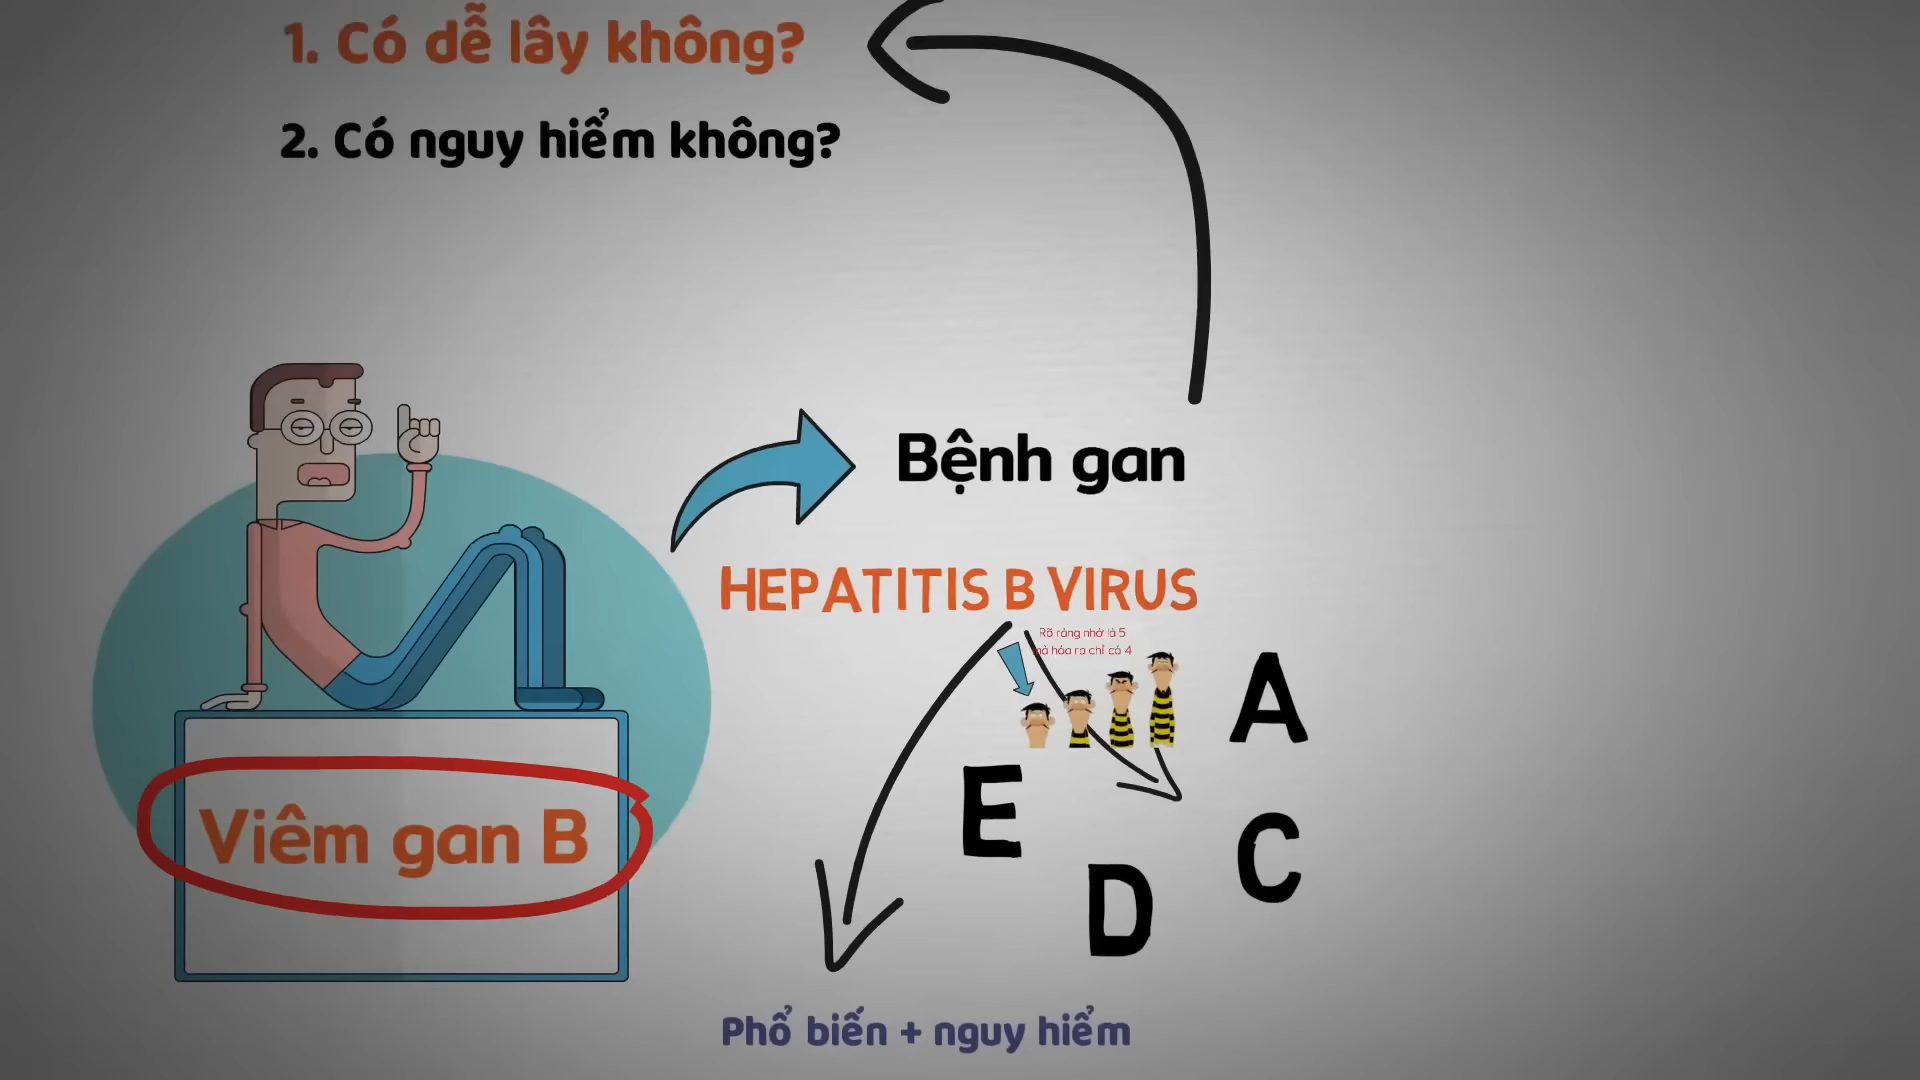 1. Có dễ lây không?
2. Có nguy hiểm không?
Bệnh gan
HEPATITIS B VIRUS
Rõ ràng nhớ là 5
mà hóa ra chỉ có 4
A
E
C
D
Viêm gan B
Phổ biến + nguy hiểm